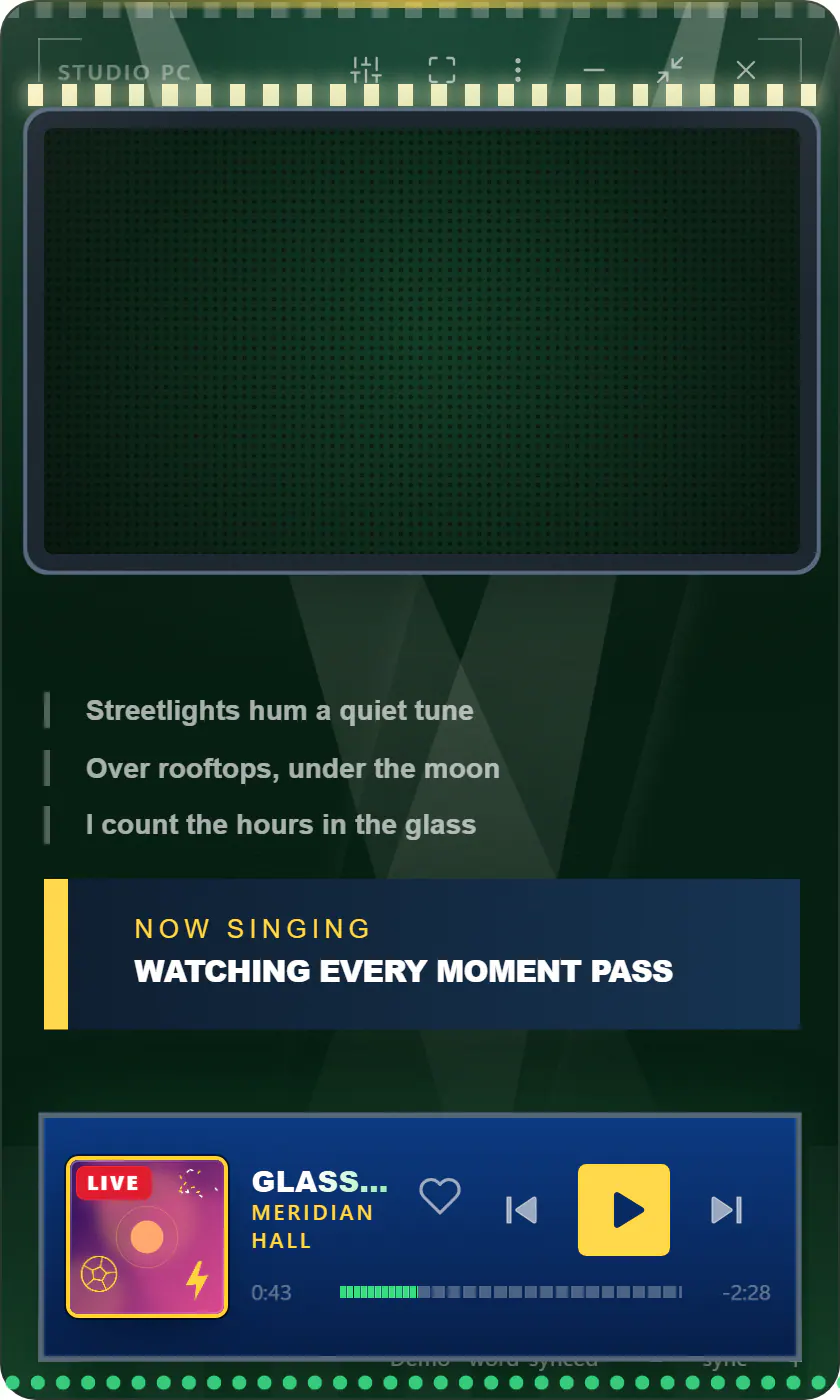 STUDIO PC
Streetlights hum a quiet tune
Over rooftops, under the moon
I count the hours in the glass
NOW SINGING
WATCHING EVERY MOMENT PASS
LIVE
GLASS...
MERIDIAN
HALL
0:43
-2:28